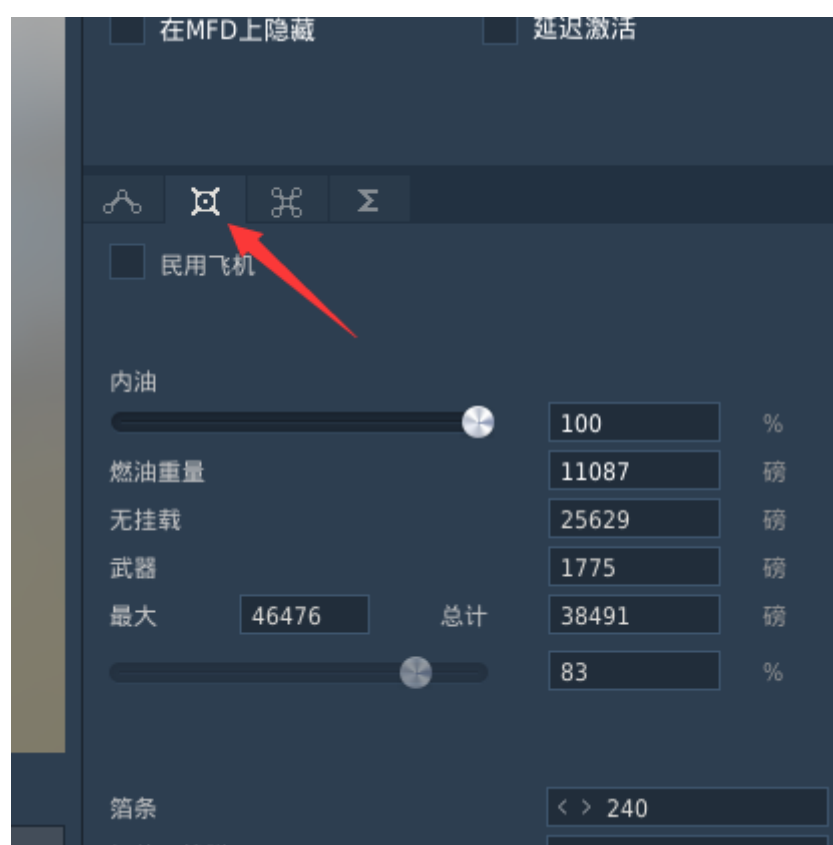 在MFD上隐藏 延迟激活
Σ
民用飞机
内油
100 %
燃油重量 11087 磅
无挂载 25629 磅
武器 1775 磅
最大 46476 总计 38491 磅
83 %
箔条 < > 240